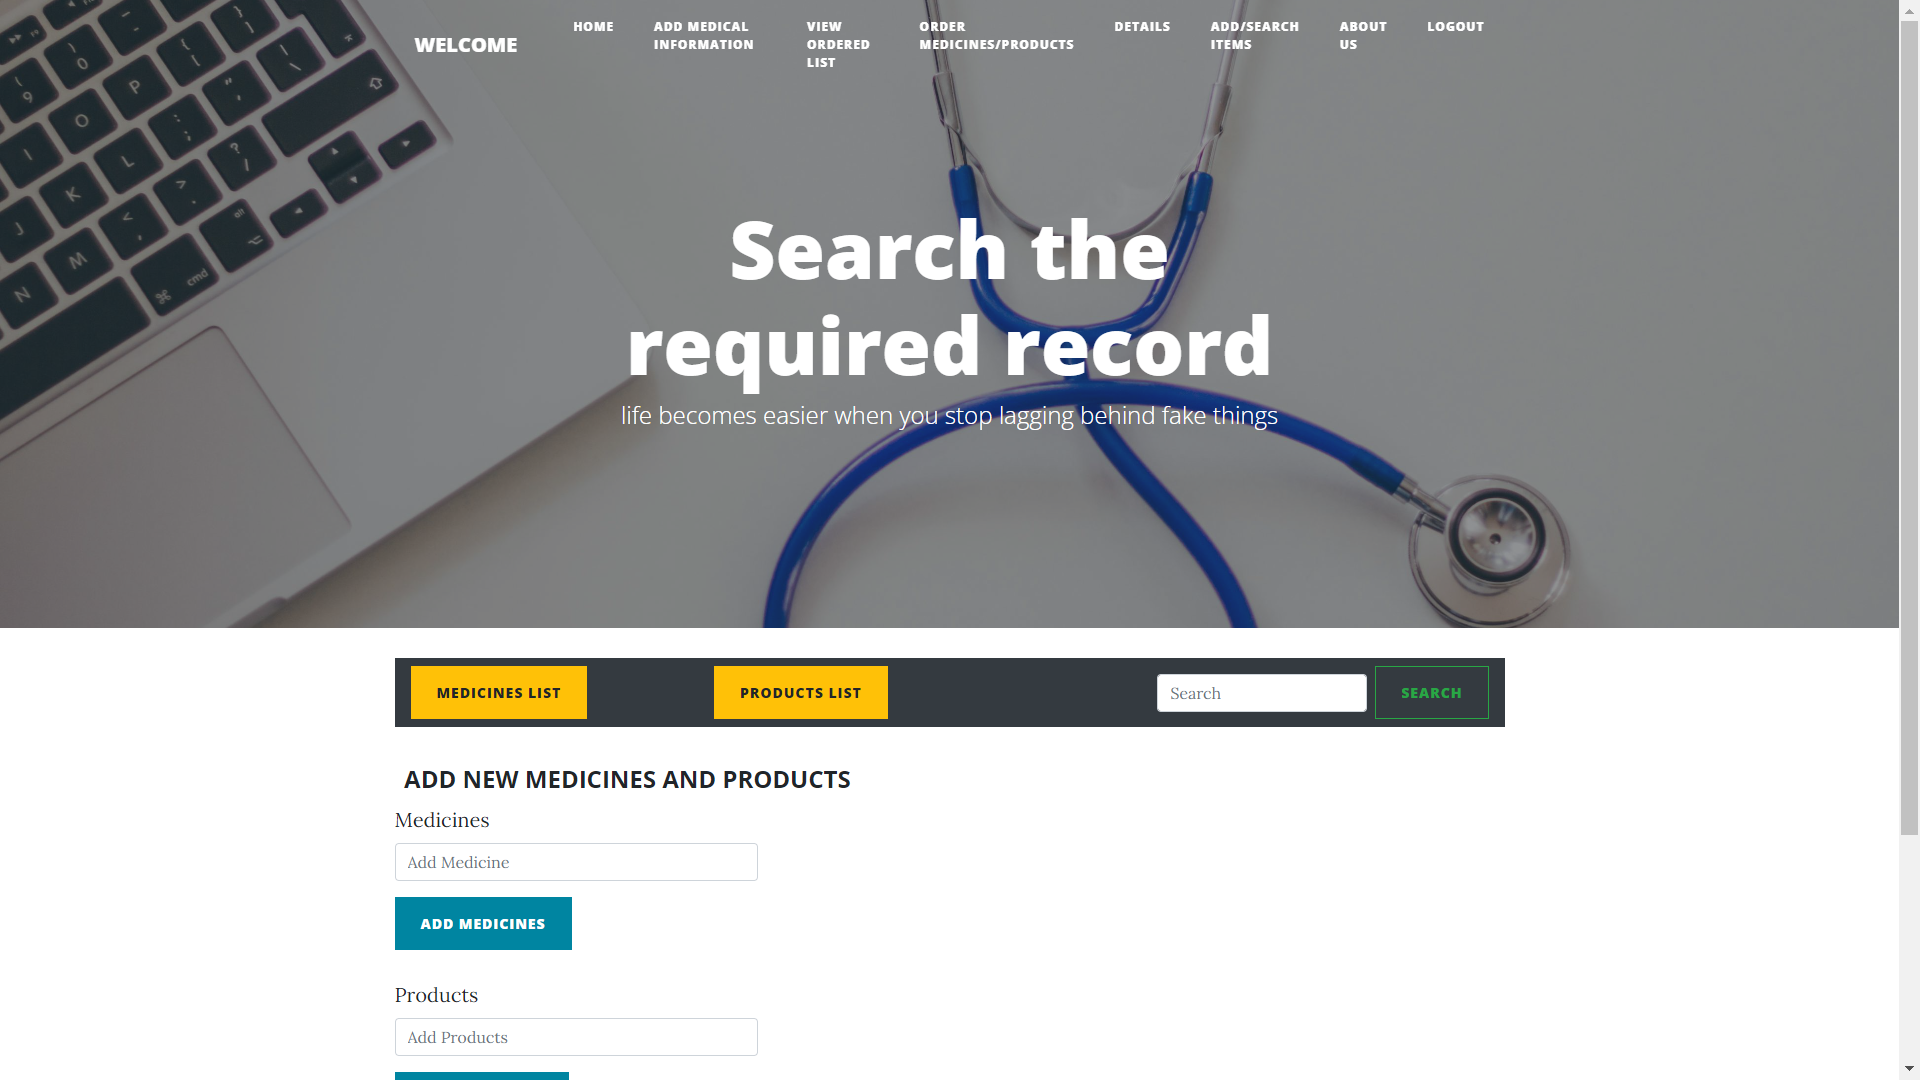 WELCOME
HOME
ADD MEDICAL
INFORMATION
VIEW
ORDERED
LIST
ORDER
MEDICINES/PRODUCTS
DETAILS
ADD/SEARCH
ITEMS
ABOUT
US
LOGOUT
Search the
required record
life becomes easier when you stop lagging behind fake things
MEDICINES LIST
PRODUCTS LIST
Search
SEARCH
ADD NEW MEDICINES AND PRODUCTS
Medicines
Add Medicine
ADD MEDICINES
Products
Add Products